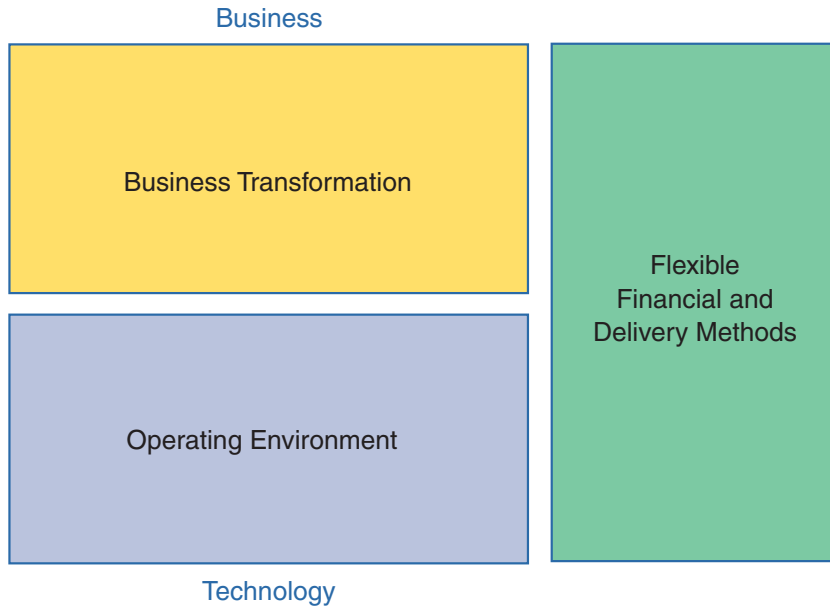 Business
Business Transformation
Flexible
Financial and
Delivery Methods
Operating Environment
Technology